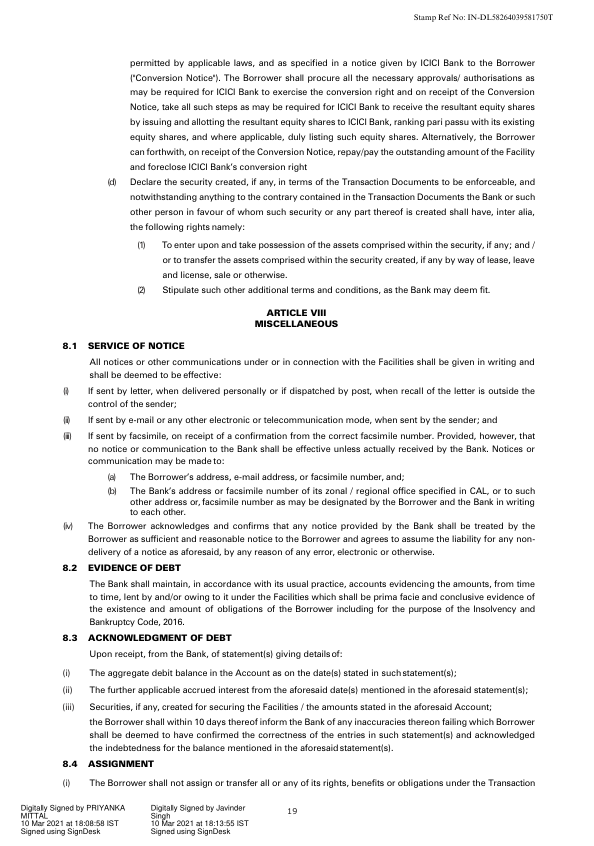 Stamp Ref No: IN-DL58264039581750T
permitted by applicable laws, and as specified in a notice given by ICICI Bank to the Borrower
("Conversion Notice"). The Borrower shall procure all the necessary approvals/ authorisations as
may be required for ICICI Bank to exercise the conversion right and on receipt of the Conversion
Notice, take all such steps as may be required for ICICI Bank to receive the resultant equity shares
by issuing and allotting the resultant equity shares to ICICI Bank, ranking pari passu with its existing
equity shares, and where applicable, duly listing such equity shares. Alternatively, the Borrower
can forthwith, on receipt of the Conversion Notice, repay/pay the outstanding amount of the Facility
and foreclose ICICI Bank's conversion right
(d) Declare the security created, if any, in terms of the Transaction Documents to be enforceable, and
notwithstanding anything to the contrary contained in the Transaction Documents the Bank or such
other person in favour of whom such security or any part thereof is created shall have, inter alia,
the following rights namely:
(1) To enter upon and take possession of the assets comprised within the security, if any; and /
or to transfer the assets comprised within the security created, if any by way of lease, leave
and license, sale or otherwise.
(2) Stipulate such other additional terms and conditions, as the Bank may deem fit.
ARTICLE VIII
MISCELLANEOUS
8.1 SERVICE OF NOTICE
All notices or other communications under or in connection with the Facilities shall be given in writing and
shall be deemed to be effective:
(i) If sent by letter, when delivered personally or if dispatched by post, when recall of the letter is outside the
control of the sender;
(ii) If sent by e-mail or any other electronic or telecommunication mode, when sent by the sender; and
(iii) If sent by facsimile, on receipt of a confirmation from the correct facsimile number. Provided, however, that
no notice or communication to the Bank shall be effective unless actually received by the Bank. Notices or
communication may be made to:
(a) The Borrower's address, e-mail address, or facsimile number, and;
(b) The Bank's address or facsimile number of its zonal / regional office specified in CAL, or to such
other address or, facsimile number as may be designated by the Borrower and the Bank in writing
to each other.
(iv) The Borrower acknowledges and confirms that any notice provided by the Bank shall be treated by the
Borrower as sufficient and reasonable notice to the Borrower and agrees to assume the liability for any non-
delivery of a notice as aforesaid, by any reason of any error, electronic or otherwise.
8.2 EVIDENCE OF DEBT
The Bank shall maintain, in accordance with its usual practice, accounts evidencing the amounts, from time
to time, lent by and/or owing to it under the Facilities which shall be prima facie and conclusive evidence of
the existence and amount of obligations of the Borrower including for the purpose of the Insolvency and
Bankruptcy Code, 2016.
8.3 ACKNOWLEDGMENT OF DEBT
Upon receipt, from the Bank, of statement(s) giving details of:
(i) The aggregate debit balance in the Account as on the date(s) stated in such statement(s);
(ii) The further applicable accrued interest from the aforesaid date(s) mentioned in the aforesaid statement(s);
(iii) Securities, if any, created for securing the Facilities / the amounts stated in the aforesaid Account;
the Borrower shall within 10 days thereof inform the Bank of any inaccuracies thereon failing which Borrower
shall be deemed to have confirmed the correctness of the entries in such statement(s) and acknowledged
the indebtedness for the balance mentioned in the aforesaid statement(s).
8.4 ASSIGNMENT
(i) The Borrower shall not assign or transfer all or any of its rights, benefits or obligations under the Transaction
Digitally Signed by PRIYANKA
MITTAL
10 Mar 2021 at 18:08:58 IST
Signed using SignDesk
Digitally Signed by Javinder
Singh
10 Mar 2021 at 18:13:55 IST
Signed using SignDesk
19